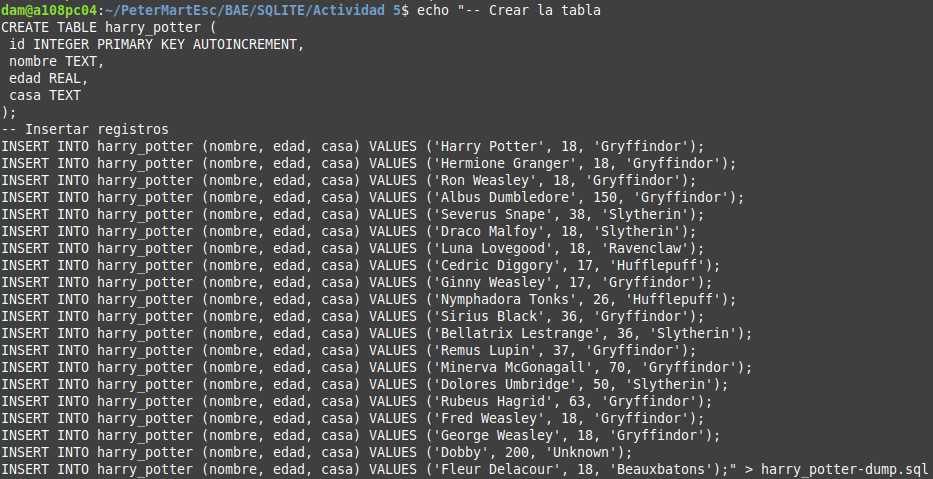 dam@a108pc04:~/PeterMartEsc/BAE/SQLITE/Actividad 5$ echo "-- Crear la tabla
CREATE TABLE harry_potter (
 id INTEGER PRIMARY KEY AUTOINCREMENT,
 nombre TEXT,
 edad REAL,
 casa TEXT
);
-- Insertar registros
INSERT INTO harry_potter (nombre, edad, casa) VALUES ('Harry Potter', 18, 'Gryffindor');
INSERT INTO harry_potter (nombre, edad, casa) VALUES ('Hermione Granger', 18, 'Gryffindor');
INSERT INTO harry_potter (nombre, edad, casa) VALUES ('Ron Weasley', 18, 'Gryffindor');
INSERT INTO harry_potter (nombre, edad, casa) VALUES ('Albus Dumbledore', 150, 'Gryffindor');
INSERT INTO harry_potter (nombre, edad, casa) VALUES ('Severus Snape', 38, 'Slytherin');
INSERT INTO harry_potter (nombre, edad, casa) VALUES ('Draco Malfoy', 18, 'Slytherin');
INSERT INTO harry_potter (nombre, edad, casa) VALUES ('Luna Lovegood', 18, 'Ravenclaw');
INSERT INTO harry_potter (nombre, edad, casa) VALUES ('Cedric Diggory', 17, 'Hufflepuff');
INSERT INTO harry_potter (nombre, edad, casa) VALUES ('Ginny Weasley', 17, 'Gryffindor');
INSERT INTO harry_potter (nombre, edad, casa) VALUES ('Nymphadora Tonks', 26, 'Hufflepuff');
INSERT INTO harry_potter (nombre, edad, casa) VALUES ('Sirius Black', 36, 'Gryffindor');
INSERT INTO harry_potter (nombre, edad, casa) VALUES ('Bellatrix Lestrange', 36, 'Slytherin');
INSERT INTO harry_potter (nombre, edad, casa) VALUES ('Remus Lupin', 37, 'Gryffindor');
INSERT INTO harry_potter (nombre, edad, casa) VALUES ('Minerva McGonagall', 70, 'Gryffindor');
INSERT INTO harry_potter (nombre, edad, casa) VALUES ('Dolores Umbridge', 50, 'Slytherin');
INSERT INTO harry_potter (nombre, edad, casa) VALUES ('Rubeus Hagrid', 63, 'Gryffindor');
INSERT INTO harry_potter (nombre, edad, casa) VALUES ('Fred Weasley', 18, 'Gryffindor');
INSERT INTO harry_potter (nombre, edad, casa) VALUES ('George Weasley', 18, 'Gryffindor');
INSERT INTO harry_potter (nombre, edad, casa) VALUES ('Dobby', 200, 'Unknown');
INSERT INTO harry_potter (nombre, edad, casa) VALUES ('Fleur Delacour', 18, 'Beauxbatons');" > harry_potter-dump.sql